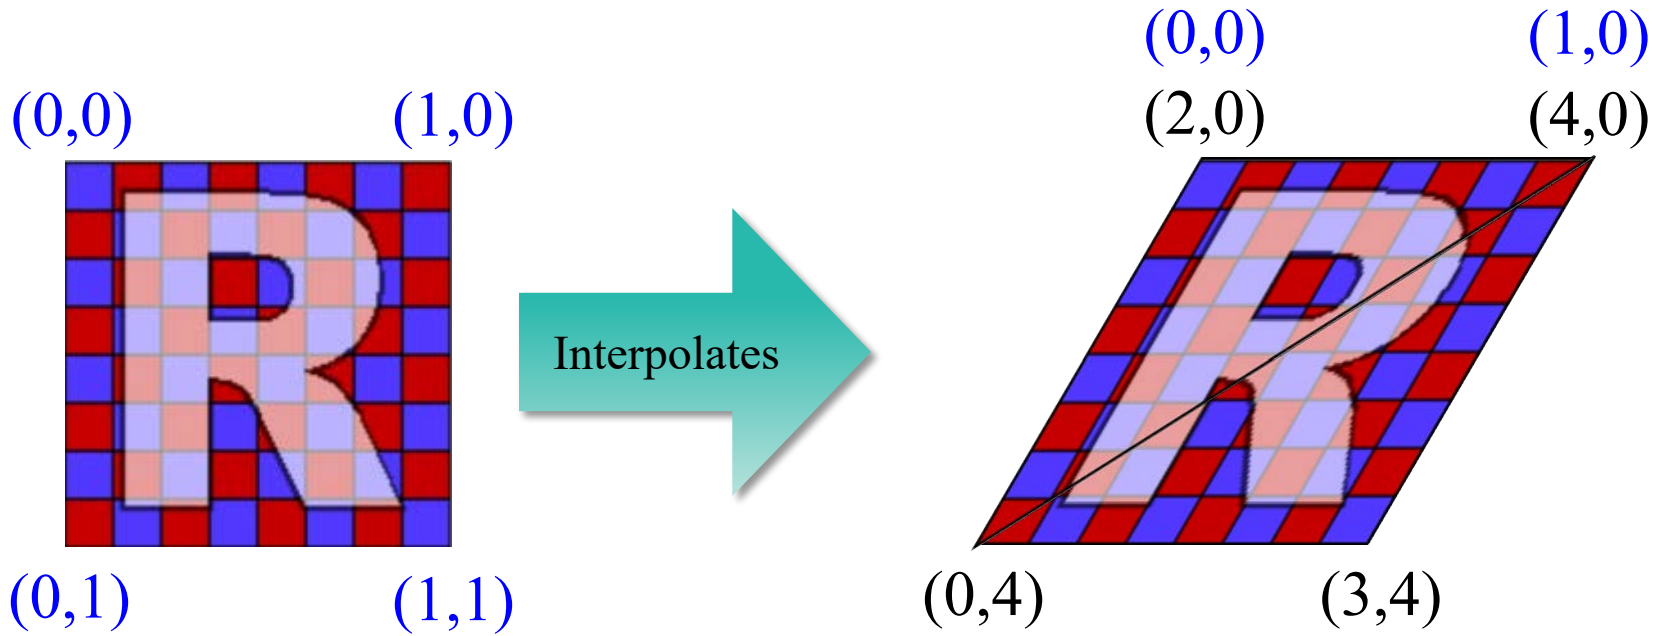 (0,0) (1,0)
(0,0) (1,0)
(2,0) (4,0)
R
Interpolates
R
(0,1) (1,1)
(0,4) (3,4)